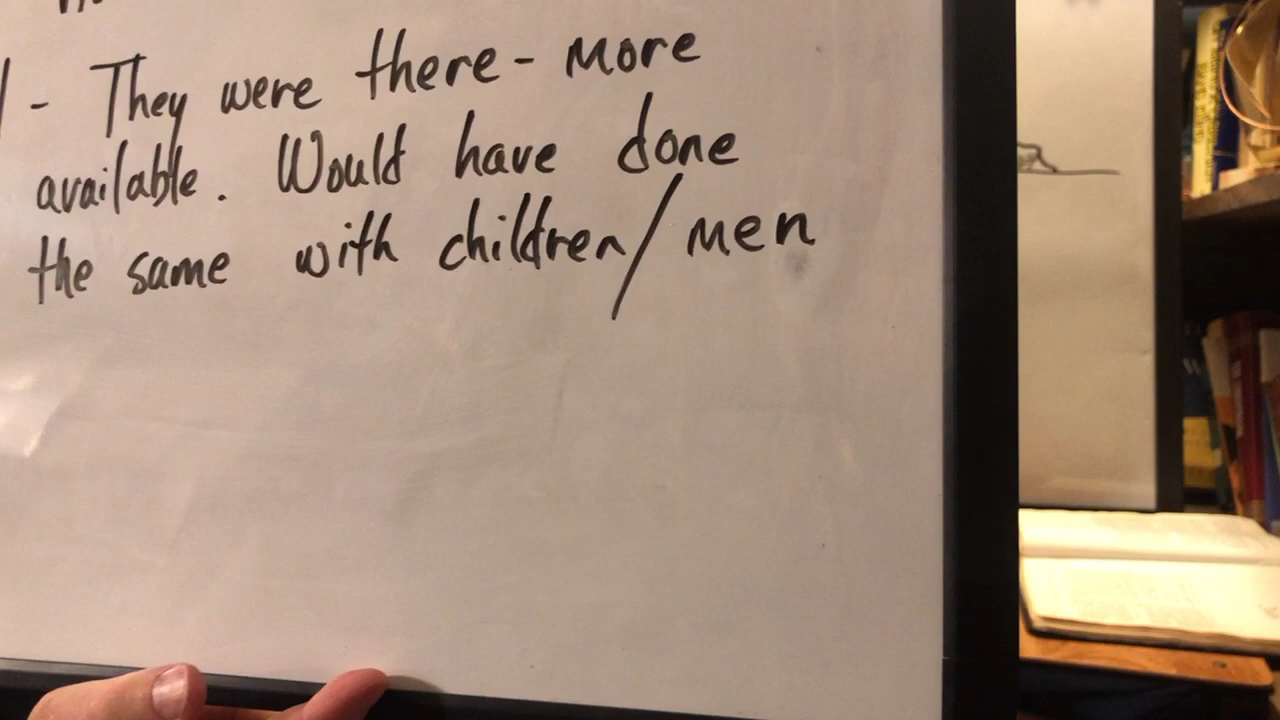 - They were there - more
available. Would have done
the same with children/men